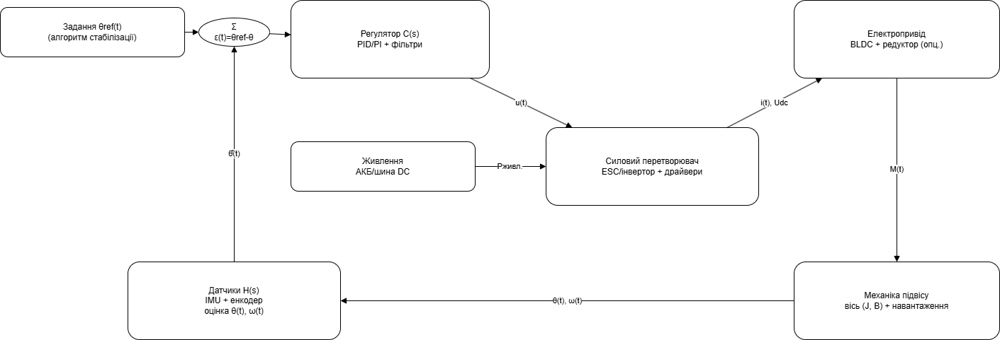 Задання θref(t)
(алгоритм стабілізації)
Σ
ε(t)=θref-θ
Регулятор C(s)
PID/PI + фільтри
Електропривід
BLDC + редуктор (опц.)
u(t)
i(t), Udc
Живлення
АКБ/шина DC
Pживл.
Силовий перетворювач
ESC/інвертор + драйвери
θ̂(t)
M(t)
Датчики H(s)
IMU + енкодер
оцінка θ(t), ω(t)
θ(t), ω(t)
Механіка підвісу
вісь (J, B) + навантаження